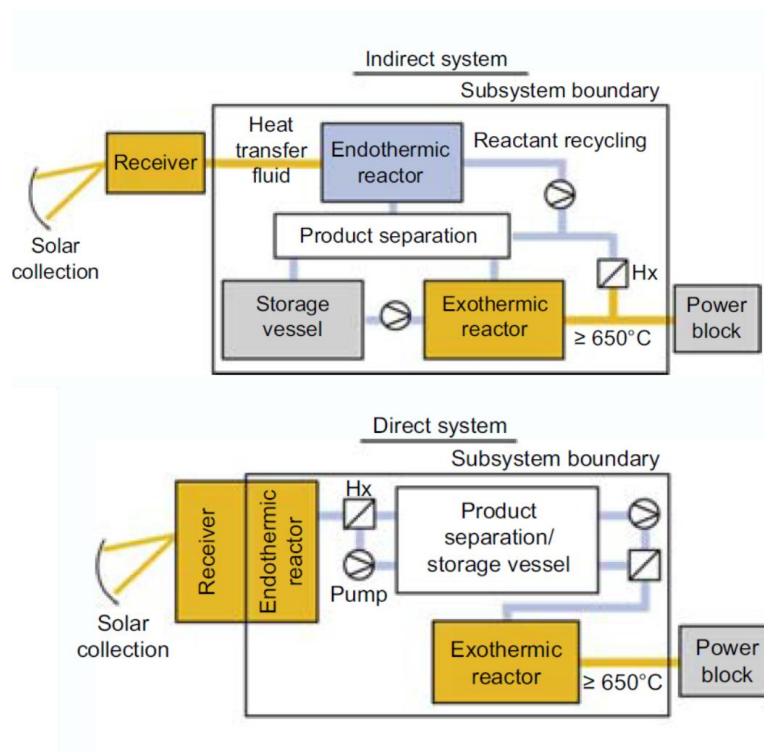 Indirect system
Subsystem boundary
Heat
transfer
fluid
Receiver
Endothermic
reactor
Reactant recycling
Solar
collection
Product separation
Hx
Storage
vessel
Exothermic
reactor
≥ 650°C
Power
block
Direct system
Subsystem boundary
Receiver
Endothermic
reactor
Hx
Pump
Product
separation/
storage vessel
Solar
collection
Exothermic
reactor
≥ 650°C
Power
block